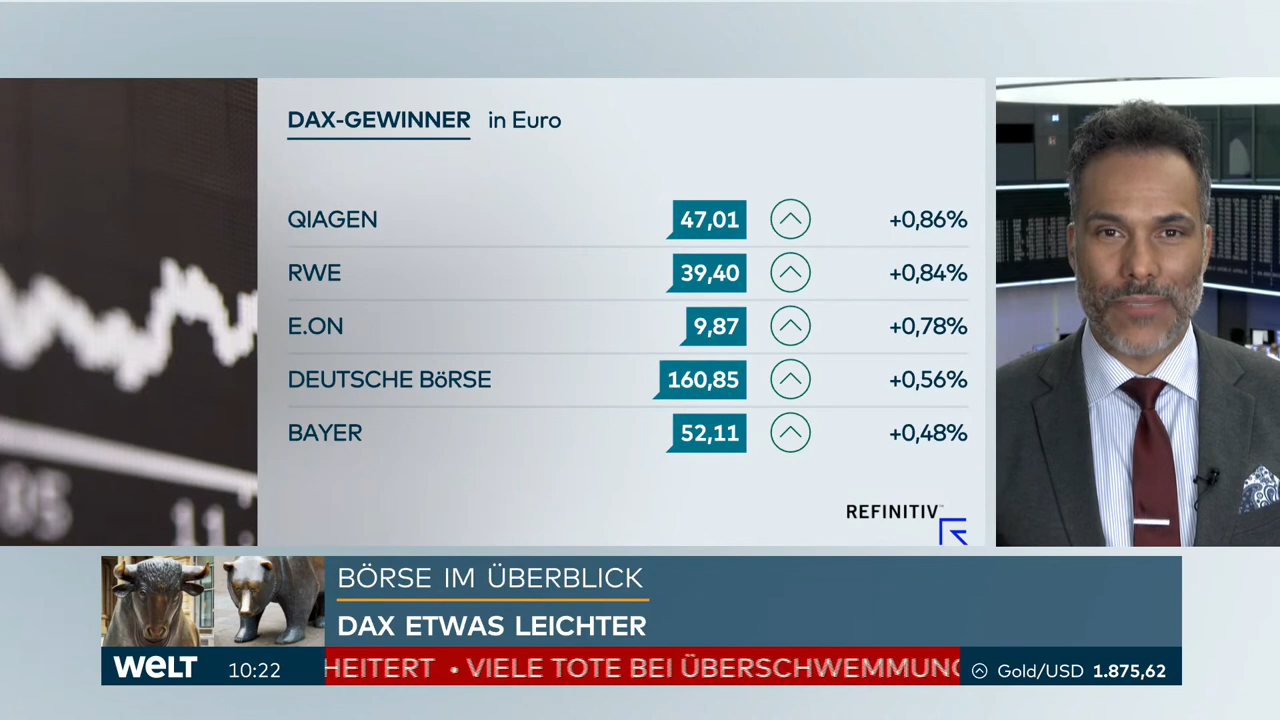 DAX-GEWINNER in Euro
QIAGEN 47,01 +0,86%
RWE 39,40 +0,84%
E.ON 9,87 +0,78%
DEUTSCHE BöRSE 160,85 +0,56%
BAYER 52,11 +0,48%
REFINITIV™
BÖRSE IM ÜBERBLICK
DAX ETWAS LEICHTER
WELT 10:22 HEITERT • VIELE TOTE BEI ÜBERSCHWEMMUNG Gold/USD 1.875,62